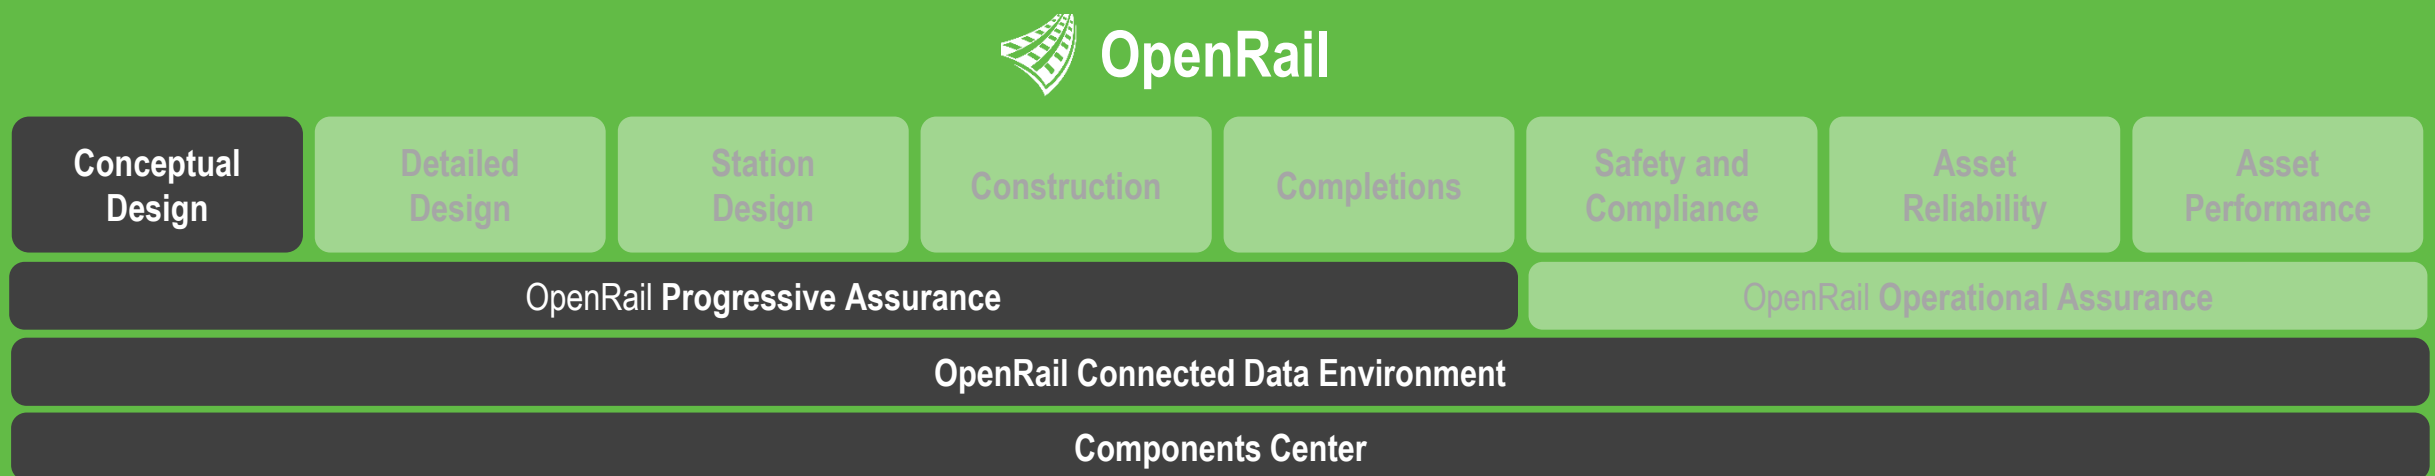 OpenRail
Conceptual
Design
Detailed
Design
Station
Design
Construction
Completions
Safety and
Compliance
Asset
Reliability
Asset
Performance
OpenRail Progressive Assurance
OpenRail Operational Assurance
OpenRail Connected Data Environment
Components Center